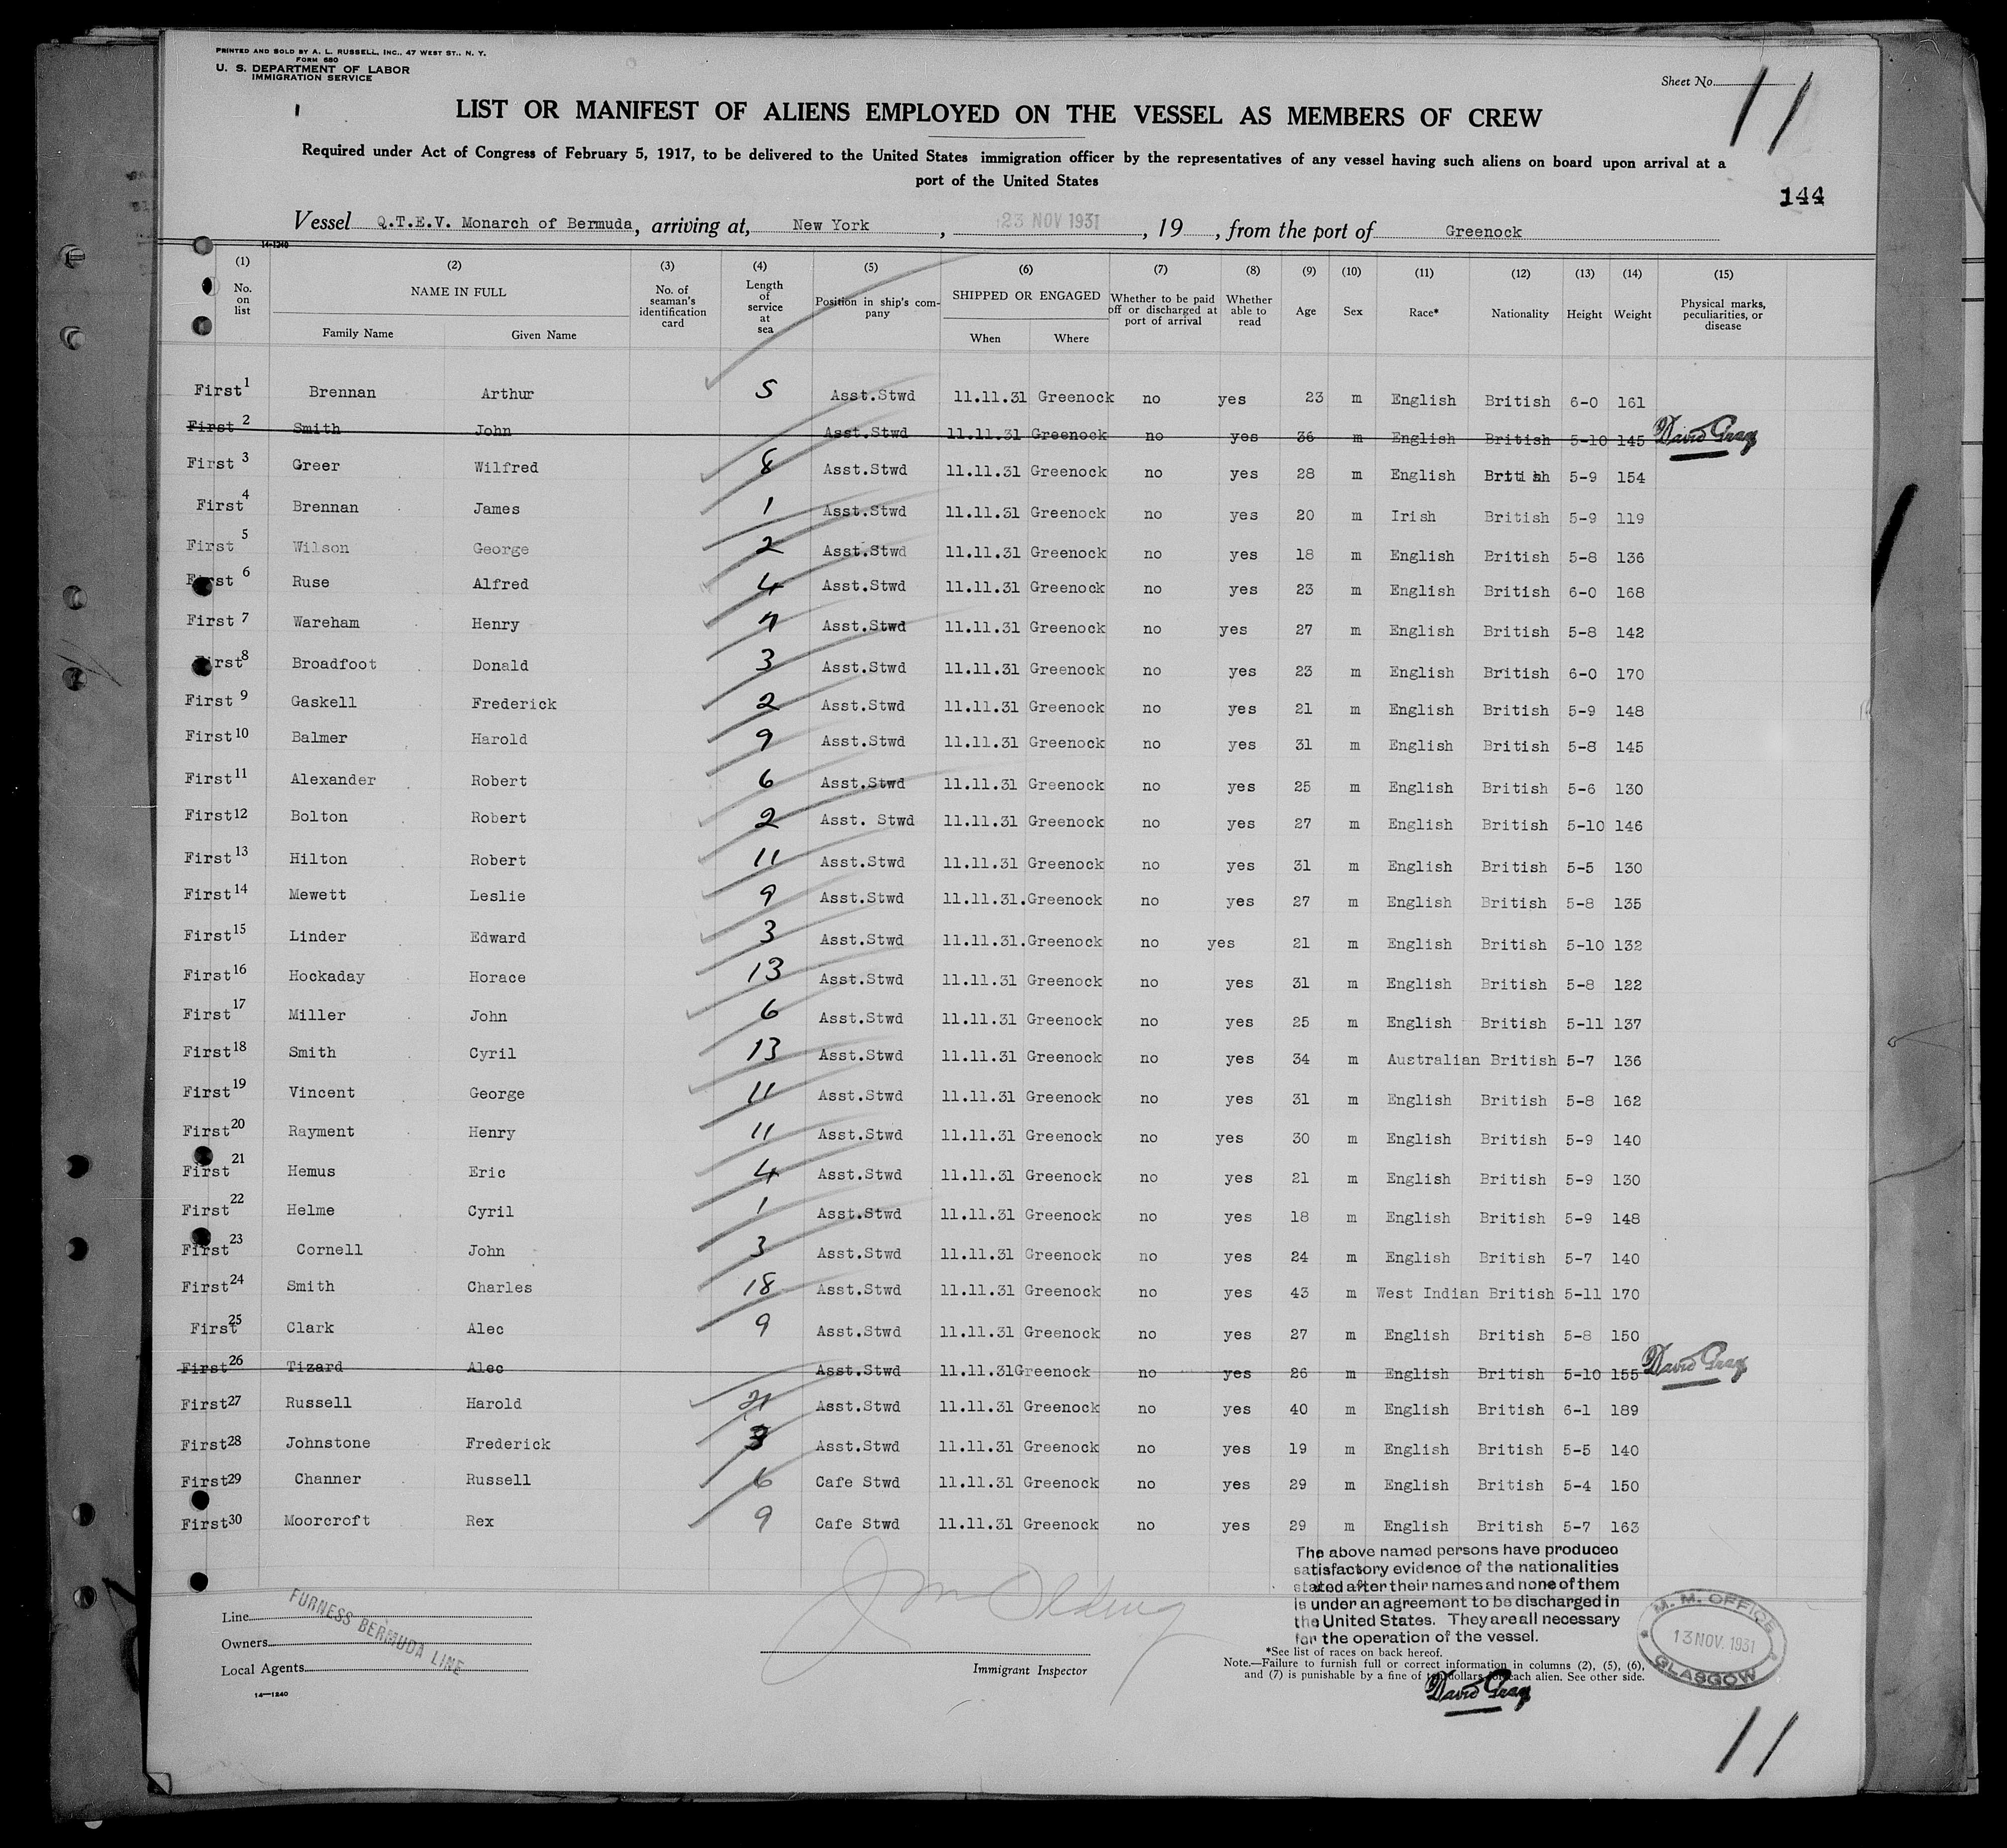 PRINTED AND SOLD BY A. L. RUSSELL, INC., 47 WEST ST., N. Y.
FORM 680
U. S. DEPARTMENT OF LABOR
IMMIGRATION SERVICE
Sheet No. 11
LIST OR MANIFEST OF ALIENS EMPLOYED ON THE VESSEL AS MEMBERS OF CREW
Required under Act of Congress of February 5, 1917, to be delivered to the United States immigration officer by the representatives of any vessel having such aliens on board upon arrival at a
port of the United States
144
Vessel Q.T.E.V. Monarch of Bermuda, arriving at, New York, 23 NOV 1931, 19 , from the port of Greenock
14-1240
(1) (2) (3) (4) (5) (6) (7) (8) (9) (10) (11) (12) (13) (14) (15)
No. on list NAME IN FULL Family Name Given Name No. of seaman's identification card Length of service at sea Position in ship's company SHIPPED OR ENGAGED When Where Whether to be paid off or discharged at port of arrival Whether able to read Age Sex Race* Nationality Height Weight Physical marks, peculiarities, or disease
First 1 Brennan Arthur 5 Asst.Stwd 11.11.31 Greenock no yes 23 m English British 6-0 161
First 2 Smith John Asst.Stwd 11.11.31 Greenock no yes 36 m English British 5-10 145 David Gray
First 3 Greer Wilfred 8 Asst.Stwd 11.11.31 Greenock no yes 28 m English British 5-9 154
First 4 Brennan James 1 Asst.Stwd 11.11.31 Greenock no yes 20 m Irish British 5-9 119
First 5 Wilson George 2 Asst.Stwd 11.11.31 Greenock no yes 18 m English British 5-8 136
First 6 Ruse Alfred 4 Asst.Stwd 11.11.31 Greenock no yes 23 m English British 6-0 168
First 7 Wareham Henry 7 Asst.Stwd 11.11.31 Greenock no yes 27 m English British 5-8 142
First 8 Broadfoot Donald 3 Asst.Stwd 11.11.31 Greenock no yes 23 m English British 6-0 170
First 9 Gaskell Frederick 2 Asst.Stwd 11.11.31 Greenock no yes 21 m English British 5-9 148
First 10 Balmer Harold 9 Asst.Stwd 11.11.31 Greenock no yes 31 m English British 5-8 145
First 11 Alexander Robert 6 Asst.Stwd 11.11.31 Greenock no yes 25 m English British 5-6 130
First 12 Bolton Robert 2 Asst. Stwd 11.11.31 Greenock no yes 27 m English British 5-10 146
First 13 Hilton Robert 11 Asst.Stwd 11.11.31 Greenock no yes 31 m English British 5-5 130
First 14 Mewett Leslie 9 Asst.Stwd 11.11.31.Greenock no yes 27 m English British 5-8 135
First 15 Linder Edward 3 Asst.Stwd 11.11.31.Greenock no yes 21 m English British 5-10 132
First 16 Hockaday Horace 13 Asst.Stwd 11.11.31 Greenock no yes 31 m English British 5-8 122
First 17 Miller John 6 Asst.Stwd 11.11.31 Greenock no yes 25 m English British 5-11 137
First 18 Smith Cyril 13 Asst.Stwd 11.11.31 Greenock no yes 34 m Australian British 5-7 136
First 19 Vincent George 11 Asst.Stwd 11.11.31 Greenock no yes 31 m English British 5-8 162
First 20 Rayment Henry 11 Asst.Stwd 11.11.31 Greenock no yes 30 m English British 5-9 140
First 21 Hemus Eric 4 Asst.Stwd 11.11.31 Greenock no yes 21 m English British 5-9 130
First 22 Helme Cyril 1 Asst.Stwd 11.11.31 Greenock no yes 18 m English British 5-9 148
First 23 Cornell John 3 Asst.Stwd 11.11.31 Greenock no yes 24 m English British 5-7 140
First 24 Smith Charles 18 Asst.Stwd 11.11.31 Greenock no yes 43 m West Indian British 5-11 170
First 25 Clark Alec 9 Asst.Stwd 11.11.31 Greenock no yes 27 m English British 5-8 150
First 26 Tizard Alec Asst.Stwd 11.11.31Greenock no yes 26 m English British 5-10 155 David Gray
First 27 Russell Harold 21 Asst.Stwd 11.11.31 Greenock no yes 40 m English British 6-1 189
First 28 Johnstone Frederick 3 Asst.Stwd 11.11.31 Greenock no yes 19 m English British 5-5 140
First 29 Channer Russell 6 Cafe Stwd 11.11.31 Greenock no yes 29 m English British 5-4 150
First 30 Moorcroft Rex 9 Cafe Stwd 11.11.31 Greenock no yes 29 m English British 5-7 163
The above named persons have produced
satisfactory evidence of the nationalities
stated after their names and none of them
is under an agreement to be discharged in
the United States. They are all necessary
for the operation of the vessel.
Line
Owners
Local Agents
FURNESS BERMUDA LINE
14-1240
Immigrant Inspector
*See list of races on back hereof.
Note.—Failure to furnish full or correct information in columns (2), (5), (6),
and (7) is punishable by a fine of ten dollars for each alien. See other side.
David Gray
M. M. OFFICE
13 NOV. 1931
GLASGOW
11